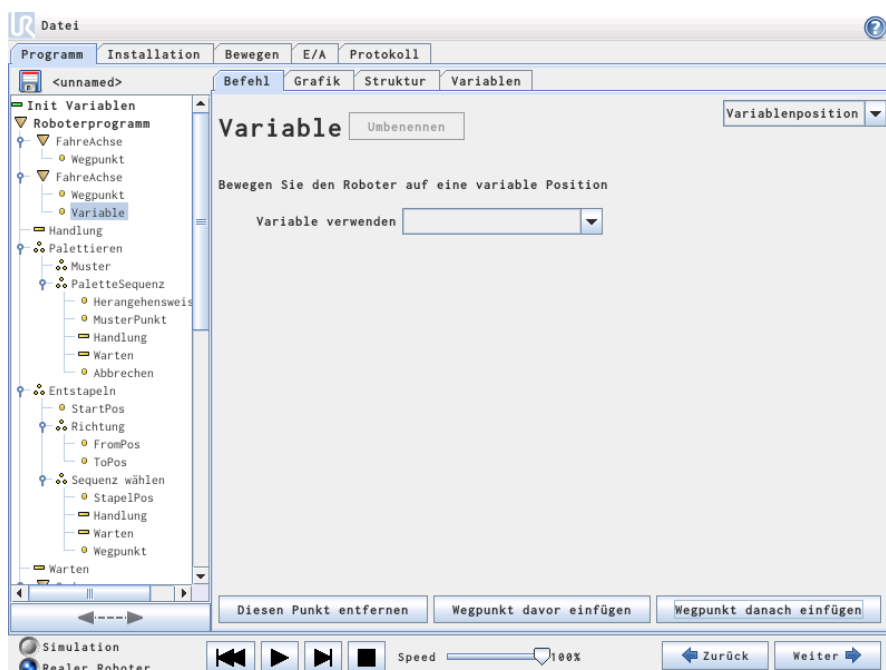 UR Datei
Programm Installation Bewegen E/A Protokoll
<unnamed>
Befehl Grafik Struktur Variablen
Init Variablen
Roboterprogramm
FahreAchse
Wegpunkt
FahreAchse
Wegpunkt
Variable
Handlung
Palettieren
Muster
PaletteSequenz
Herangehensweis
MusterPunkt
Handlung
Warten
Abbrechen
Entstapeln
StartPos
Richtung
FromPos
ToPos
Sequenz wählen
StapelPos
Handlung
Warten
Wegpunkt
Warten
Variable Umbenennen
Variablenposition
Bewegen Sie den Roboter auf eine variable Position
Variable verwenden
Diesen Punkt entfernen Wegpunkt davor einfügen Wegpunkt danach einfügen
Simulation
Realer Roboter
Speed 100%
Zurück Weiter